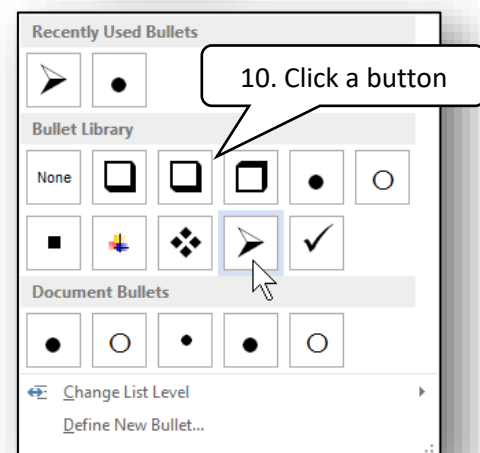 Recently Used Bullets
10. Click a button
Bullet Library
None
Document Bullets
Change List Level
Define New Bullet...